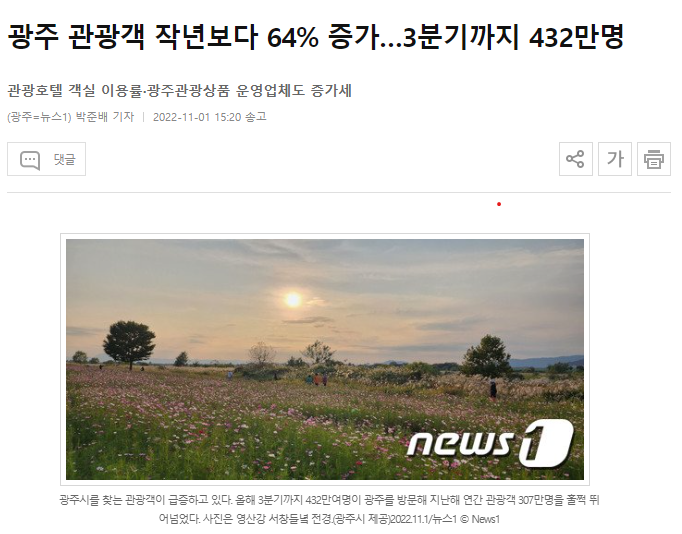 광주 관광객 작년보다 64% 증가…3분기까지 432만명
관광호텔 객실 이용률·광주관광상품 운영업체도 증가세
(광주=뉴스1) 박준배 기자 | 2022-11-01 15:20 송고
댓글
가
news1
광주시를 찾는 관광객이 급증하고 있다. 올해 3분기까지 432만여명이 광주를 방문해 지난해 연간 관광객 307만명을 훌쩍 뛰
어넘었다. 사진은 영산강 서창들녘 전경.(광주시 제공)2022.11.1/뉴스1 © News1